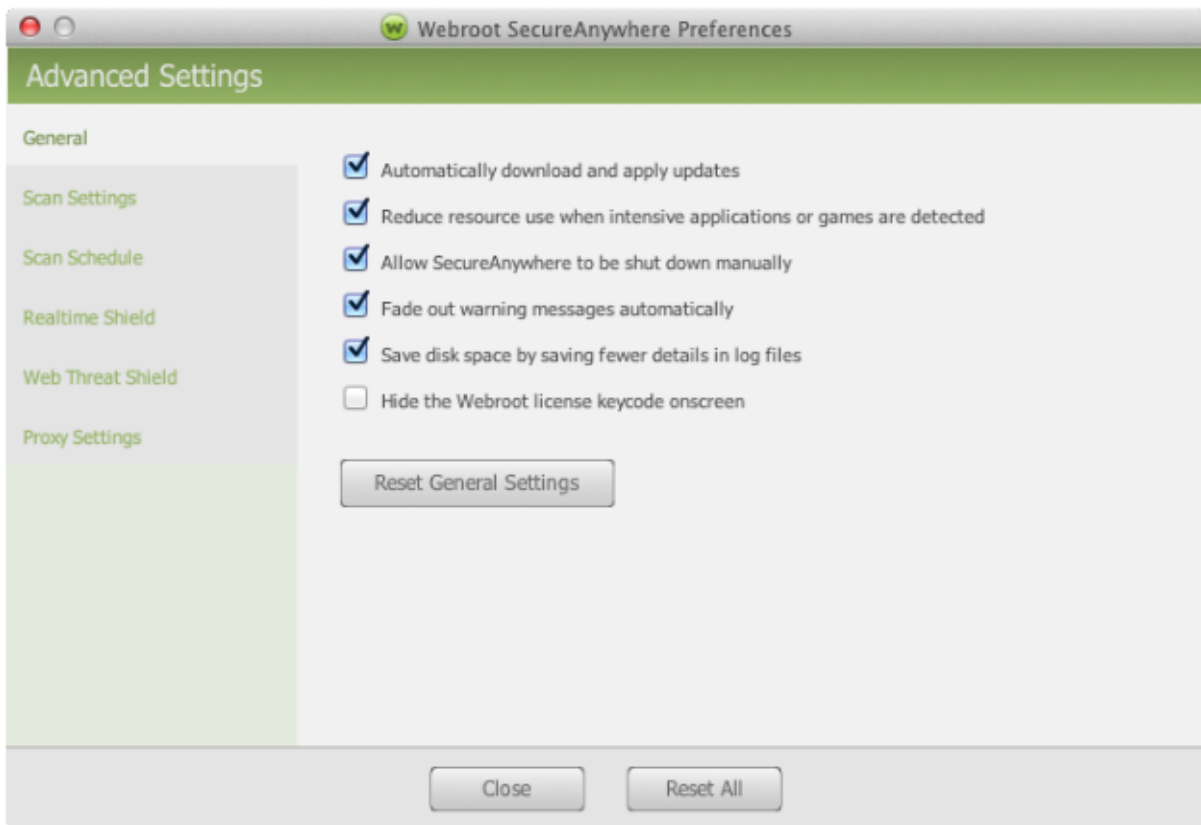 Webroot SecureAnywhere Preferences
Advanced Settings
General
Scan Settings
Scan Schedule
Realtime Shield
Web Threat Shield
Proxy Settings
Automatically download and apply updates
Reduce resource use when intensive applications or games are detected
Allow SecureAnywhere to be shut down manually
Fade out warning messages automatically
Save disk space by saving fewer details in log files
Hide the Webroot license keycode onscreen
Reset General Settings
Close
Reset All